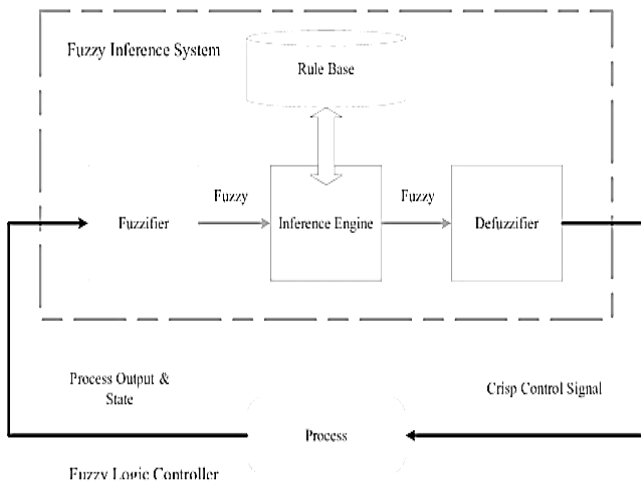 Fuzzy Inference System
Rule Base
Fuzzy
Fuzzy
Fuzzifier
Inference Engine
Defuzzifier
Process Output &
State
Crisp Control Signal
Process
Fuzzy Logic Controller